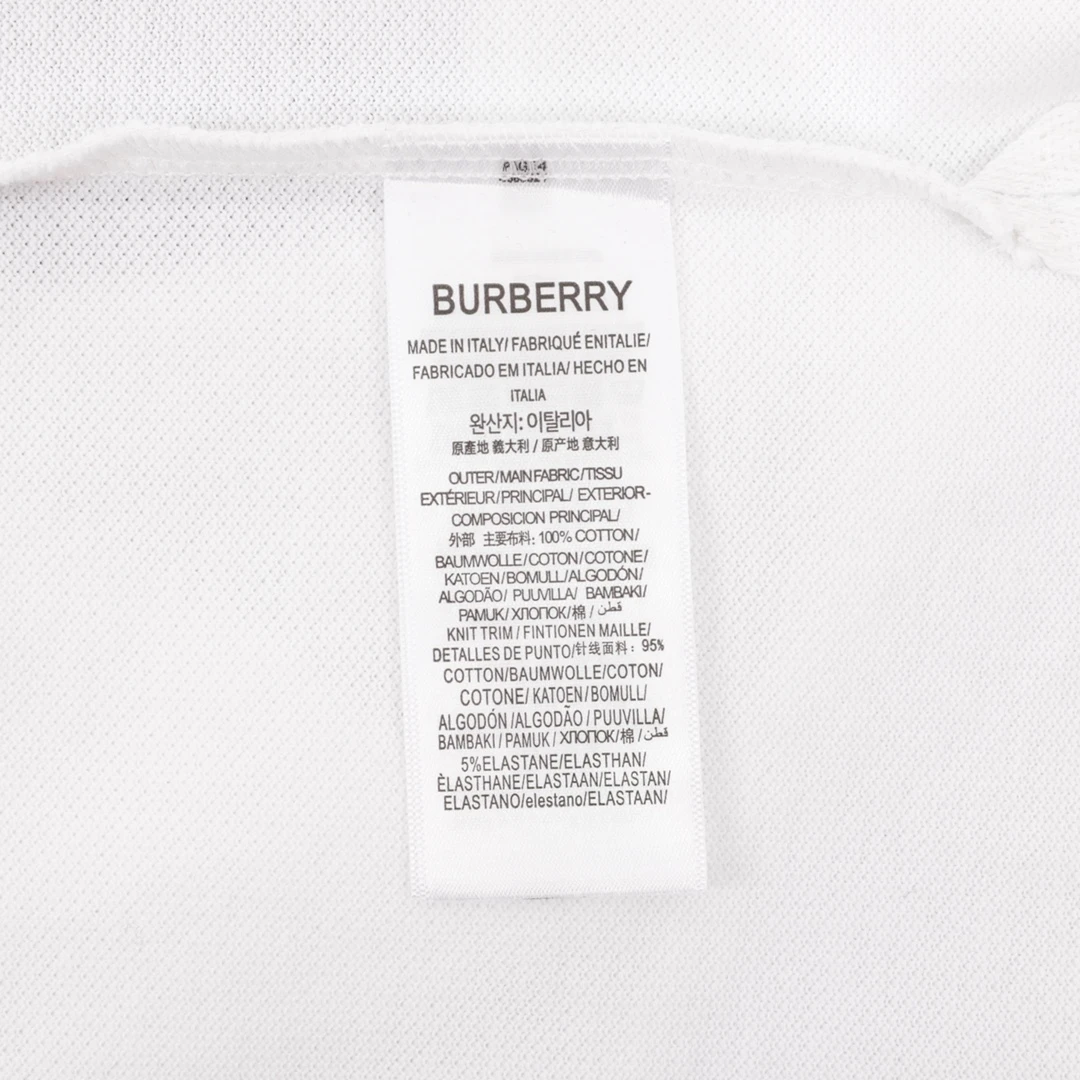 BURBERRY
MADE IN ITALY/ FABRIQUÉ ENITALIE/
FABRICADO EM ITALIA/ HECHO EN
ITALIA
완산지: 이탈리아
原產地 義大利 / 原产地 意大利
OUTER/MAIN FABRIC/TISSU
EXTÉRIEUR/PRINCIPAL/ EXTERIOR-
COMPOSICION PRINCIPAL/
外部 主要布料: 100% COTTON/
BAUMWOLLE/COTON/COTONE/
KATOEN/BOMULL/ALGODÓN/
ALGODÃO/ PUUVILLA/ BAMBAKI/
PAMUK/ ХЛОПОК/棉 / قطن
KNIT TRIM / FINTIONEN MAILLE/
DETALLES DE PUNTO/针线面料: 95%
COTTON/BAUMWOLLE/COTON/
COTONE/ KATOEN/BOMULL/
ALGODÓN /ALGODÃO / PUUVILLA/
BAMBAKI / PAMUK / ХЛОПОК/棉 / قطن
5%ELASTANE/ELASTHAN/
ÈLASTHANE/ELASTAAN/ELASTAN/
ELASTANO/elestano/ELASTAAN/